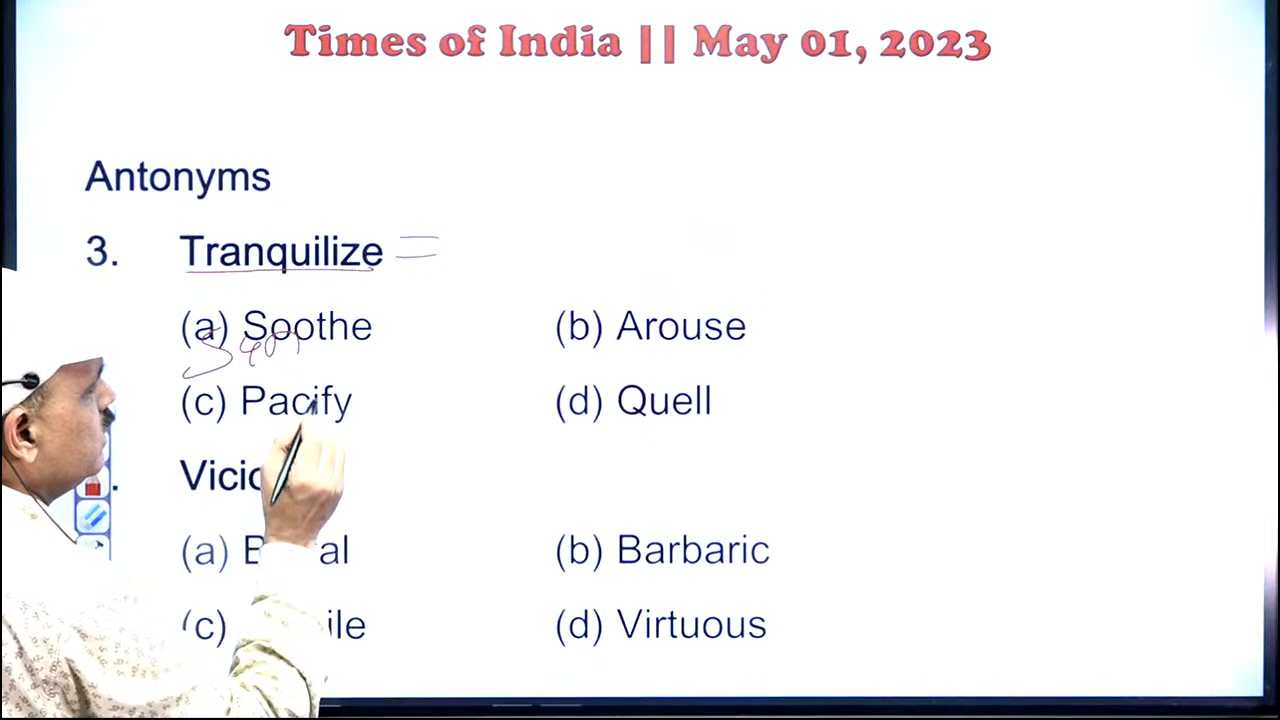 Times of India || May 01, 2023
Antonyms
3. Tranquilize =
(a) Soothe (b) Arouse
(c) Pacify (d) Quell
(a) (b) Barbaric
(c) (d) Virtuous